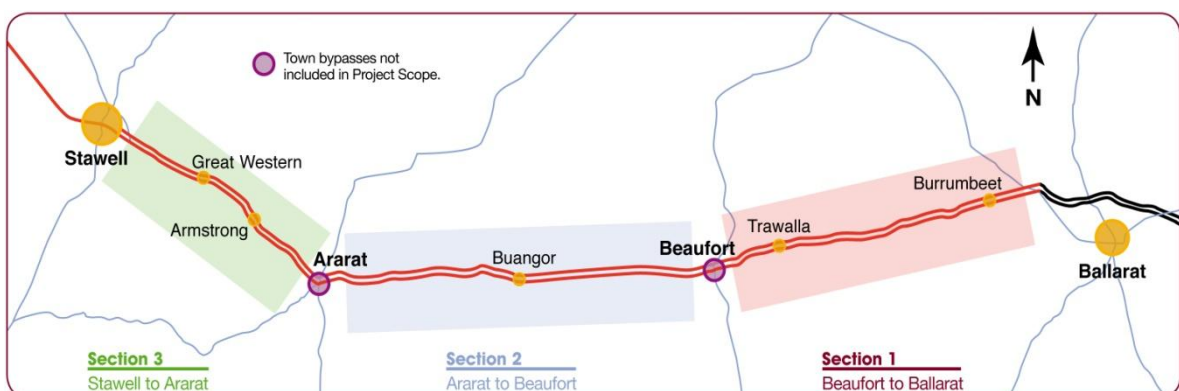 Town bypasses not
included in Project Scope.
N
Stawell
Great Western
Armstrong
Ararat
Buangor
Beaufort
Trawalla
Burrumbeet
Ballarat
Section 3
Stawell to Ararat
Section 2
Ararat to Beaufort
Section 1
Beaufort to Ballarat